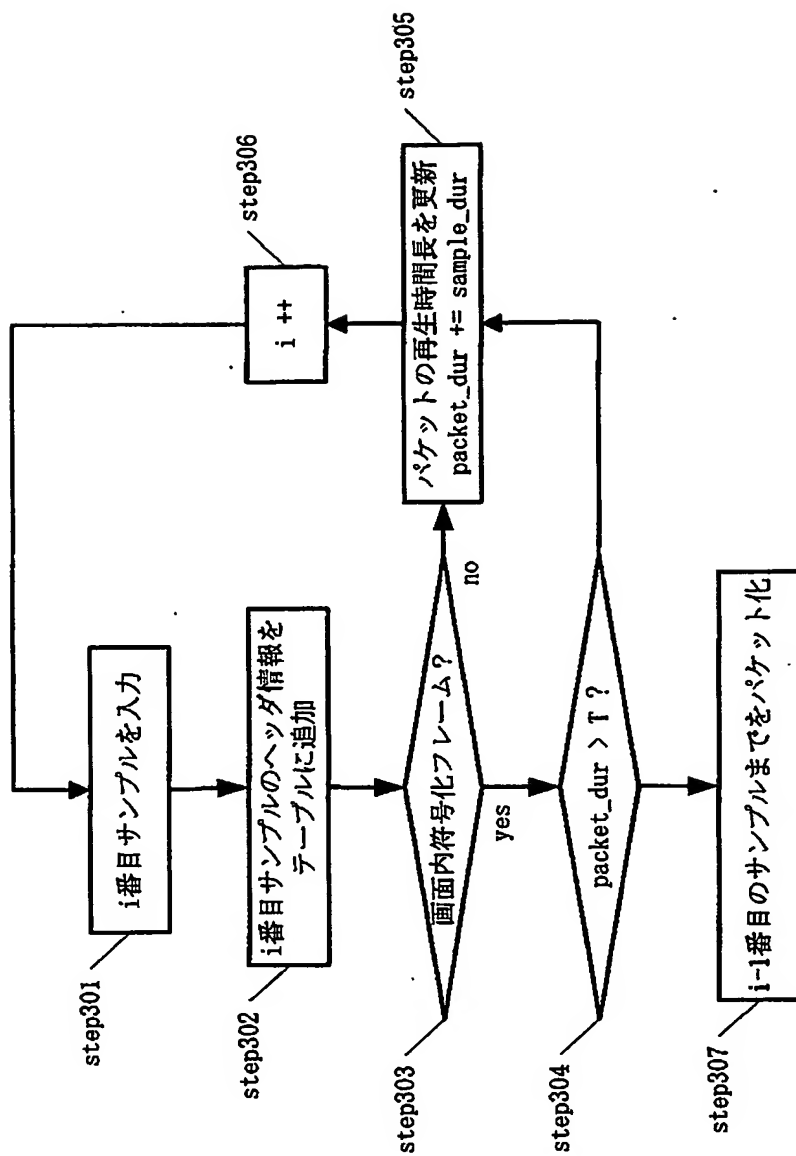 step301
i番目サンプルを入力
step302
i番目サンプルのヘッダ情報を
テーブルに追加
step303
画面内符号化フレーム?
no
yes
step304
packet_dur > T ?
step305
パケットの再生時間長を更新
packet_dur += sample_dur
step306
i ++
step307
i-1番目のサンプルまでをパケット化